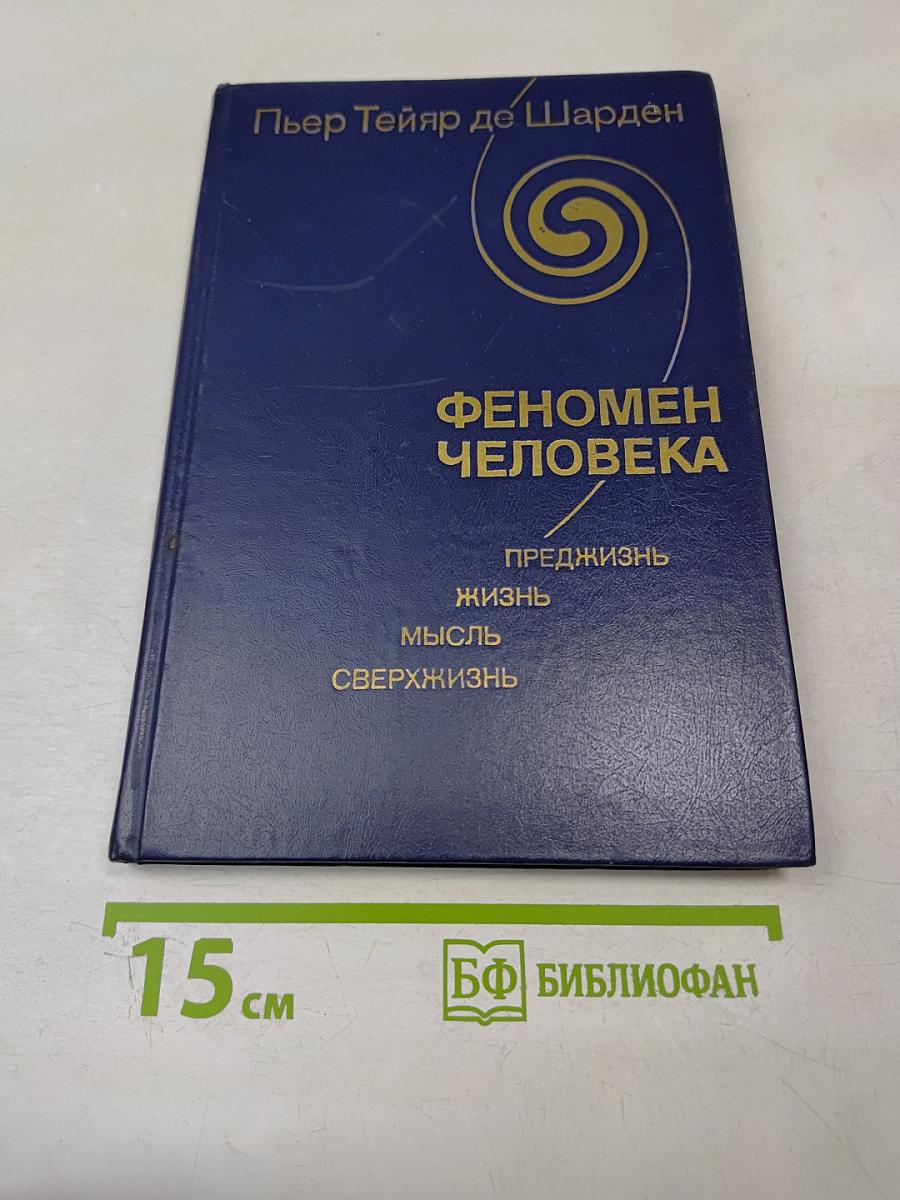 Пьер Тейяр де Шарден
ФЕНОМЕН
ЧЕЛОВЕКА
ПРЕДЖИЗНЬ
ЖИЗНЬ
МЫСЛЬ
СВЕРХЖИЗНЬ
15 см
БФ БИБЛИОФАН